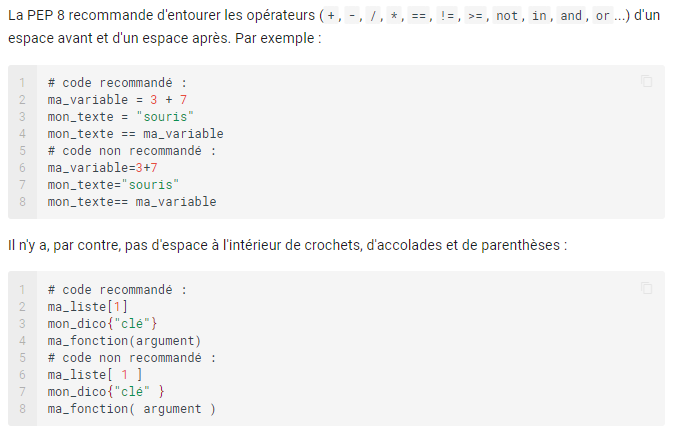 La PEP 8 recommande d'entourer les opérateurs ( + , - , / , * , == , != , >= , not , in , and , or ...) d'un
espace avant et d'un espace après. Par exemple :
1 # code recommandé :
2 ma_variable = 3 + 7
3 mon_texte = "souris"
4 mon_texte == ma_variable
5 # code non recommandé :
6 ma_variable=3+7
7 mon_texte="souris"
8 mon_texte== ma_variable
Il n'y a, par contre, pas d'espace à l'intérieur de crochets, d'accolades et de parenthèses :
1 # code recommandé :
2 ma_liste[1]
3 mon_dico{"clé"}
4 ma_fonction(argument)
5 # code non recommandé :
6 ma_liste[ 1 ]
7 mon_dico{"clé" }
8 ma_fonction( argument )